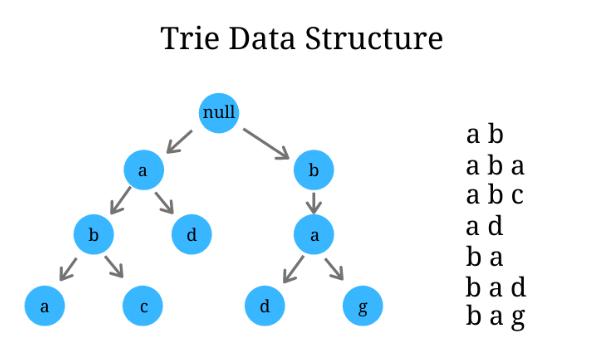 Trie Data Structure
null
a b
b d a
a c d g
a b
a b a
a b c
a d
b a
b a d
b a g